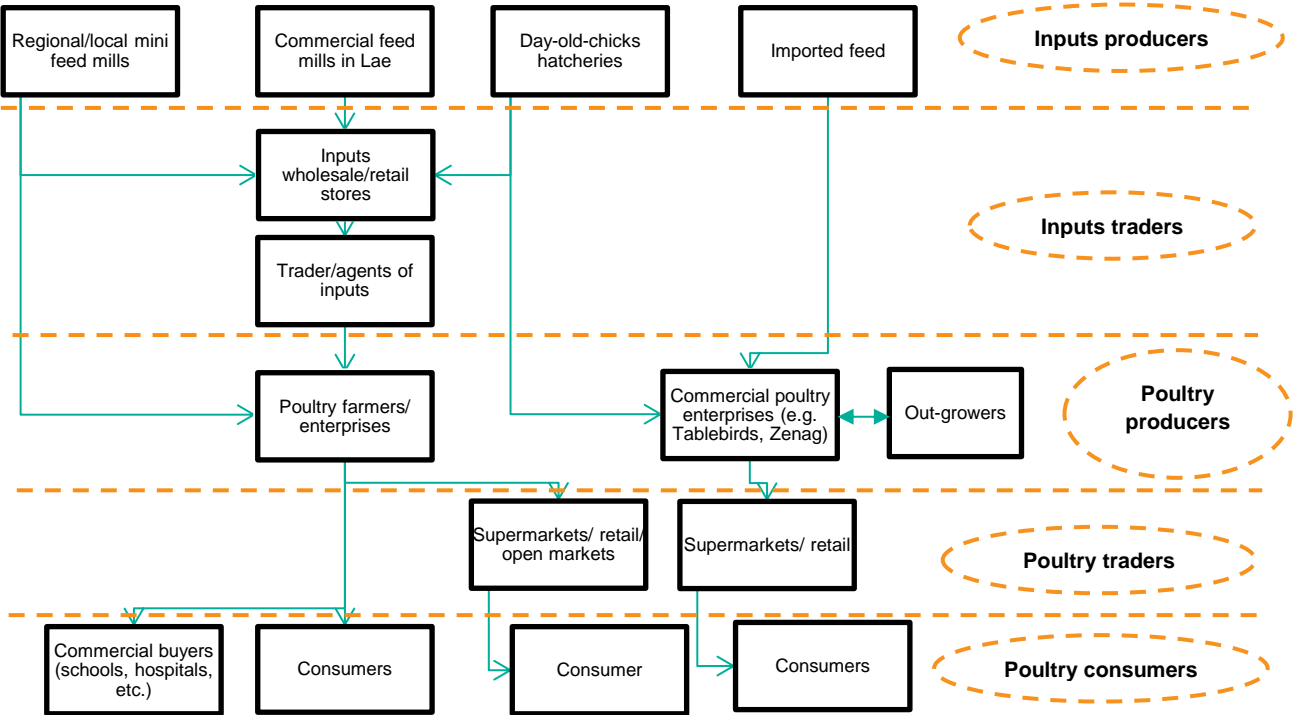 Regional/local mini
feed mills
Commercial feed
mills in Lae
Day-old-chicks
hatcheries
Imported feed
Inputs producers
Inputs
wholesale/retail
stores
Inputs traders
Trader/agents of
inputs
Poultry farmers/
enterprises
Commercial poultry
enterprises (e.g.
Tablebirds, Zenag)
Out-growers
Poultry
producers
Supermarkets/ retail/
open markets
Supermarkets/ retail
Poultry traders
Commercial buyers
(schools, hospitals,
etc.)
Consumers
Consumer
Consumers
Poultry consumers